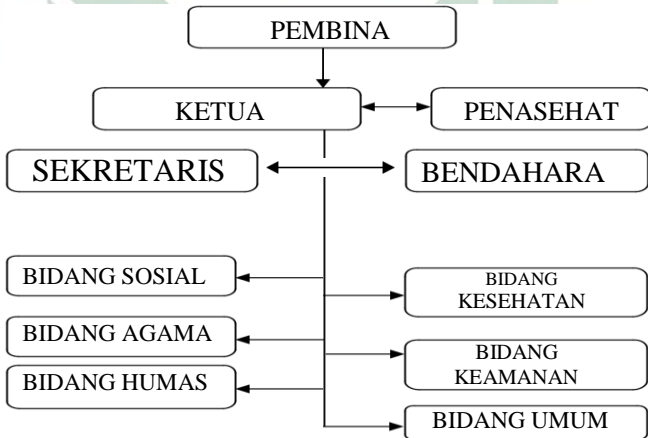 PEMBINA
KETUA
PENASEHAT
SEKRETARIS
BENDAHARA
BIDANG SOSIAL
BIDANG
KESEHATAN
BIDANG AGAMA
BIDANG
KEAMANAN
BIDANG HUMAS
BIDANG UMUM